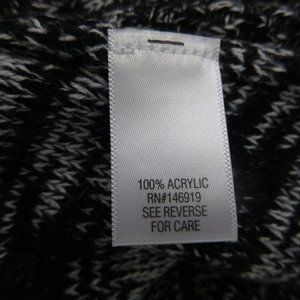 100% ACRYLIC
RN#146919
SEE REVERSE
FOR CARE